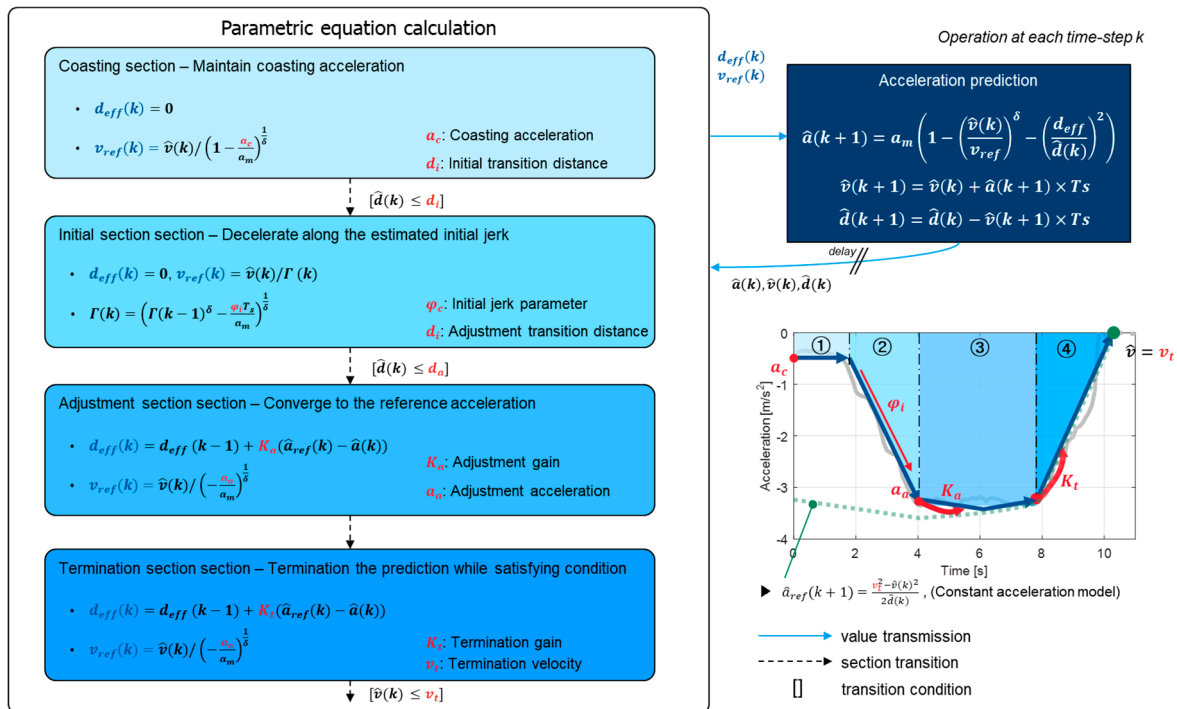 Parametric equation calculation
Coasting section – Maintain coasting acceleration
• d_eff(k) = 0
• v_ref(k) = v̂(k)/(1 − a_c/a_m)^(1/δ)
a_c: Coasting acceleration
d_i: Initial transition distance
[d̂(k) ≤ d_i]
Initial section section – Decelerate along the estimated initial jerk
• d_eff(k) = 0, v_ref(k) = v̂(k)/Γ(k)
• Γ(k) = (Γ(k−1)^δ − φ_i T_s/a_m)^(1/δ)
φ_c: Initial jerk parameter
d_i: Adjustment transition distance
[d̂(k) ≤ d_a]
Adjustment section section – Converge to the reference acceleration
• d_eff(k) = d_eff(k−1) + K_a(â_ref(k) − â(k))
• v_ref(k) = v̂(k)/(−a_a/a_m)^(1/δ)
K_a: Adjustment gain
a_a: Adjustment acceleration
Termination section section – Termination the prediction while satisfying condition
• d_eff(k) = d_eff(k−1) + K_t(â_ref(k) − â(k))
• v_ref(k) = v̂(k)/(−a_a/a_m)^(1/δ)
K_t: Termination gain
v_t: Termination velocity
[v̂(k) ≤ v_t]
Operation at each time-step k
d_eff(k)
v_ref(k)
Acceleration prediction
â(k+1) = a_m(1 − (v̂(k)/v_ref)^δ − (d_eff/d̂(k))^2)
v̂(k+1) = v̂(k) + â(k+1) × Ts
d̂(k+1) = d̂(k) − v̂(k+1) × Ts
delay
â(k), v̂(k), d̂(k)
① ② ③ ④
0
-1
-2
-3
-4
Acceleration [m/s²]
a_c
φ_i
a_a
K_a
K_t
v̂ = v_t
0 2 4 6 8 10
Time [s]
▶ â_ref(k+1) = (v_t^2 − v̂(k)^2)/(2d̂(k)), (Constant acceleration model)
value transmission
section transition
[] transition condition